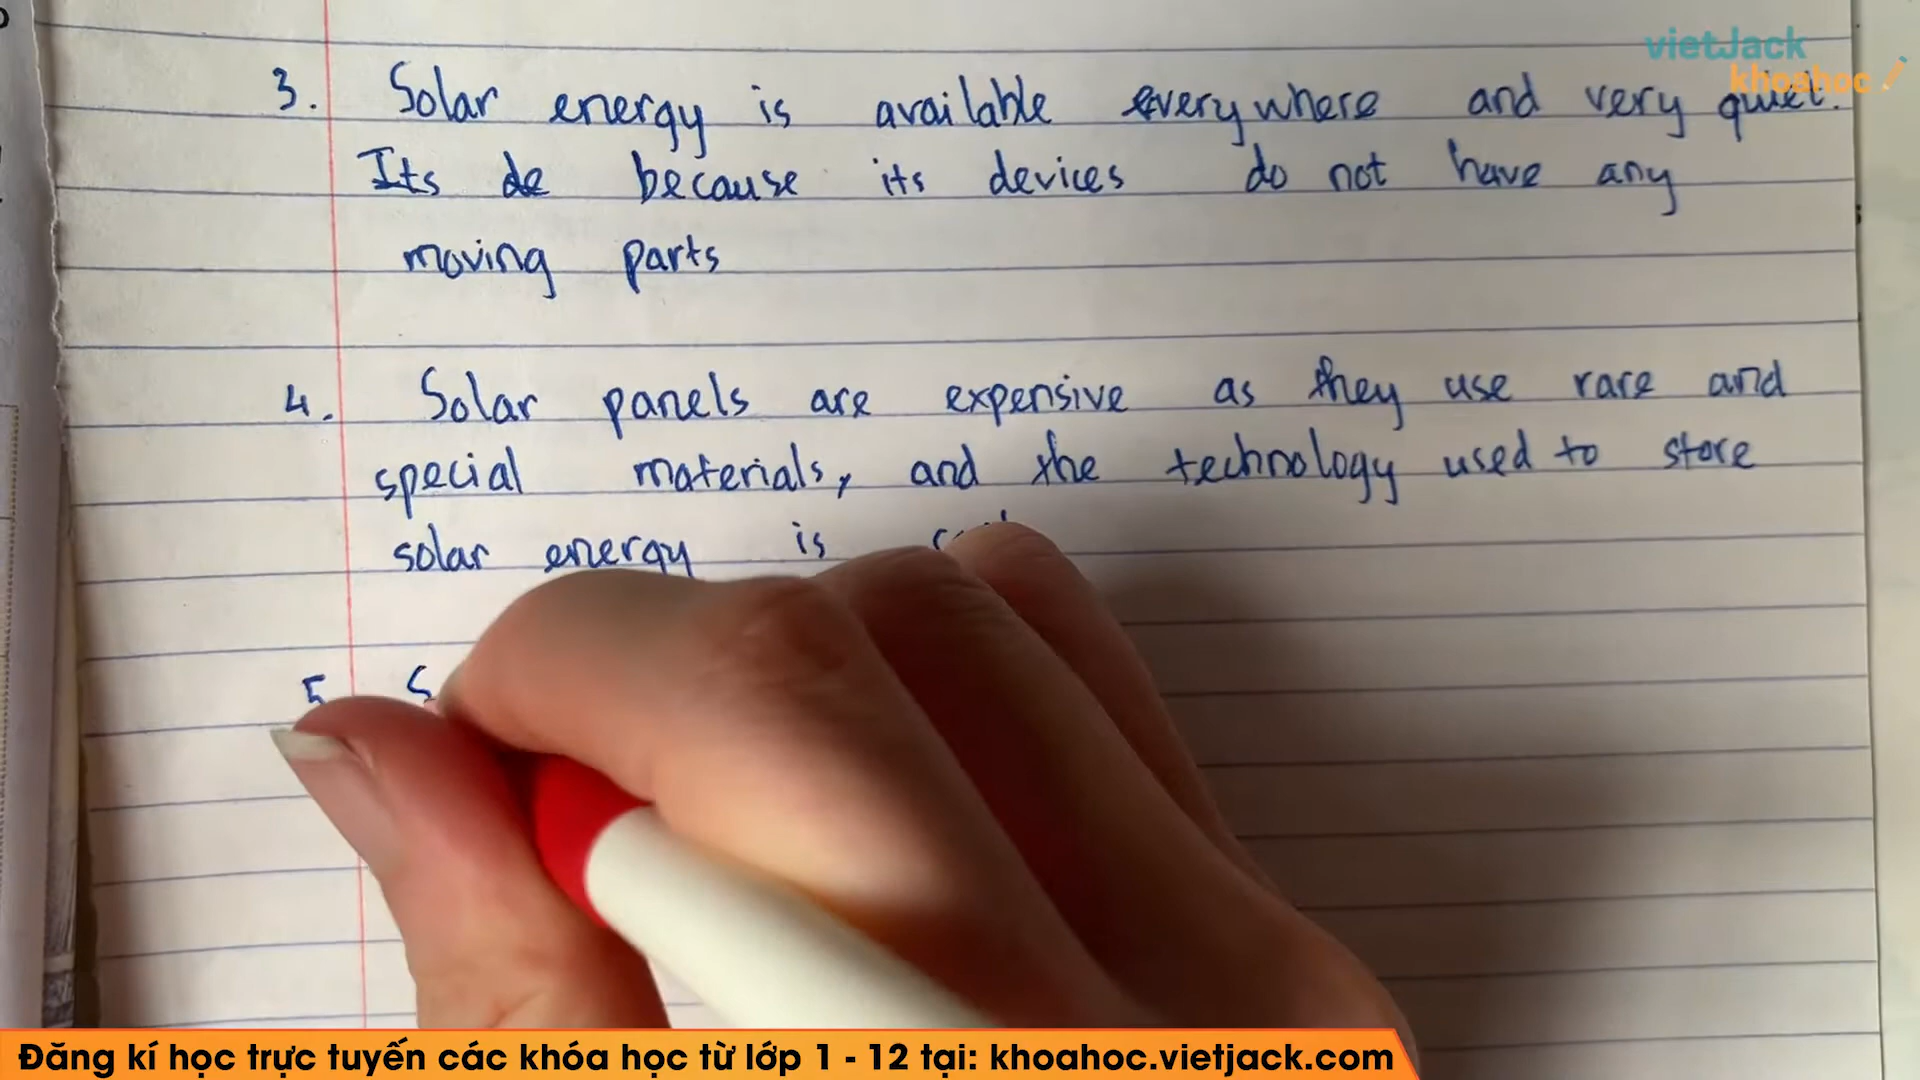 vietJack
khoahoc
3. Solar energy is available everywhere and very quiet.
Its de because its devices do not have any
moving parts
4. Solar panels are expensive as they use rare and
special materials, and the technology used to store
solar energy is
5 S
Đăng kí học trực tuyến các khóa học từ lớp 1 - 12 tại: khoahoc.vietjack.com